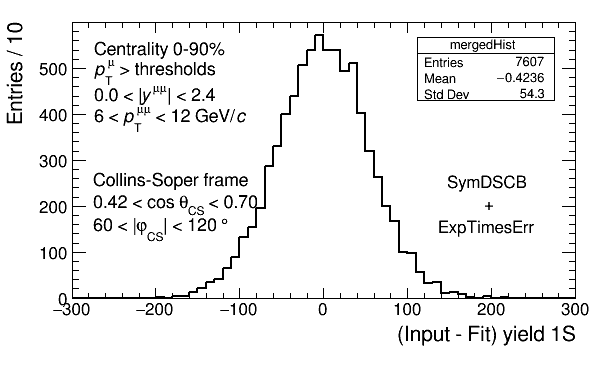 Entries / 10
500
400
300
200
100
0
Centrality 0-90%
p_T^μ > thresholds
0.0 < |y^μμ| < 2.4
6 < p_T^μμ < 12 GeV/c
Collins-Soper frame
0.42 < cos θ_CS < 0.70
60 < |φ_CS| < 120 °
mergedHist
Entries 7607
Mean −0.4236
Std Dev 54.3
SymDSCB
+
ExpTimesErr
−300 −200 −100 0 100 200 300
(Input - Fit) yield 1S